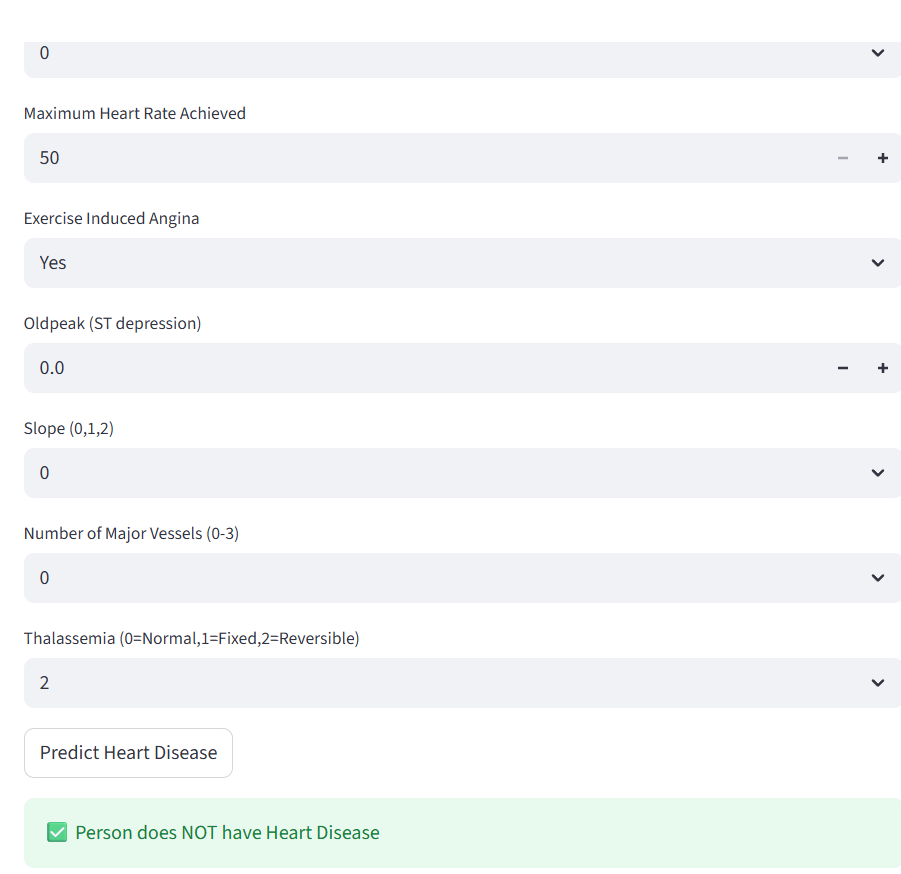 0
Maximum Heart Rate Achieved
50
Exercise Induced Angina
Yes
Oldpeak (ST depression)
0.0
Slope (0,1,2)
0
Number of Major Vessels (0-3)
0
Thalassemia (0=Normal,1=Fixed,2=Reversible)
2
Predict Heart Disease
✅ Person does NOT have Heart Disease